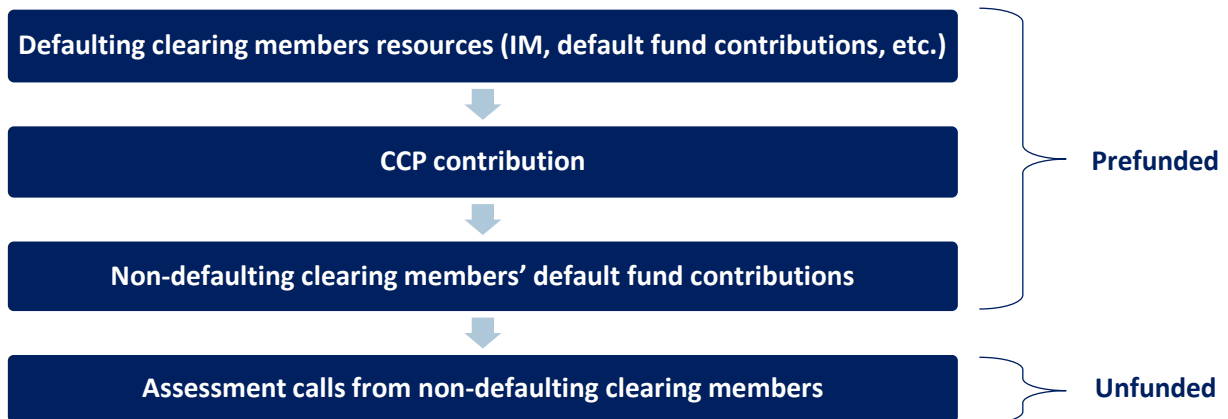 Defaulting clearing members resources (IM, default fund contributions, etc.)
CCP contribution
Prefunded
Non-defaulting clearing members’ default fund contributions
Assessment calls from non-defaulting clearing members
Unfunded